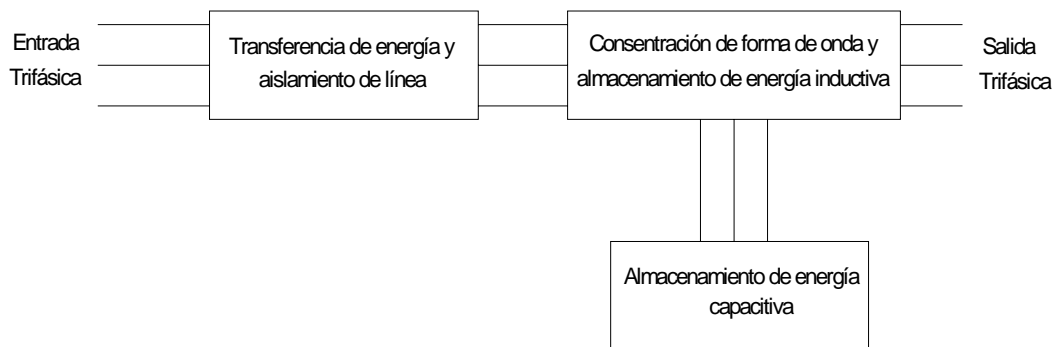 Entrada
Trifásica
Transferencia de energía y
aislamiento de línea
Consentración de forma de onda y
almacenamiento de energía inductiva
Salida
Trifásica
Almacenamiento de energía
capacitiva